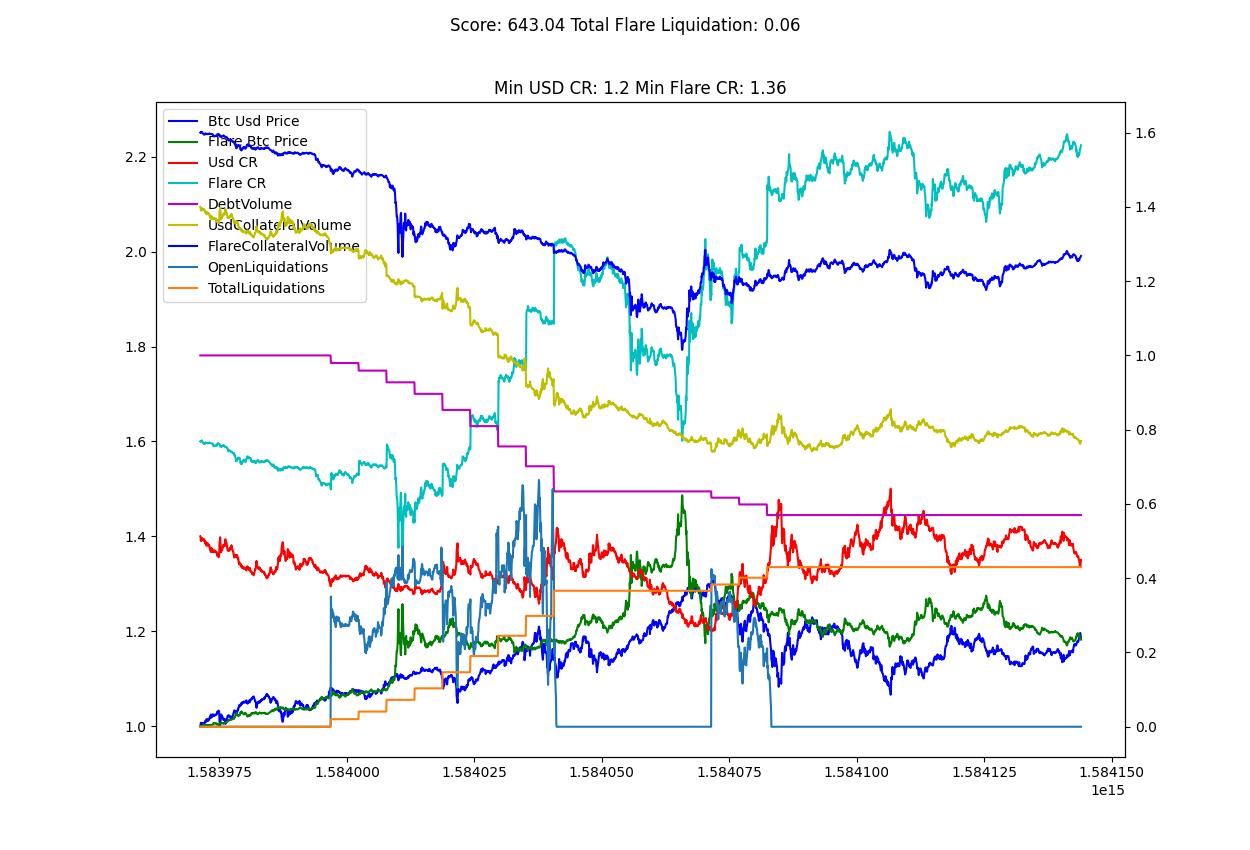 Score: 643.04 Total Flare Liquidation: 0.06
Min USD CR: 1.2 Min Flare CR: 1.36
Btc Usd Price
Flare Btc Price
Usd CR
Flare CR
DebtVolume
UsdCollateralVolume
FlareCollateralVolume
OpenLiquidations
TotalLiquidations
2.2
2.0
1.8
1.6
1.4
1.2
1.0
1.6
1.4
1.2
1.0
0.8
0.6
0.4
0.2
0.0
1.583975 1.584000 1.584025 1.584050 1.584075 1.584100 1.584125 1.584150
1e15